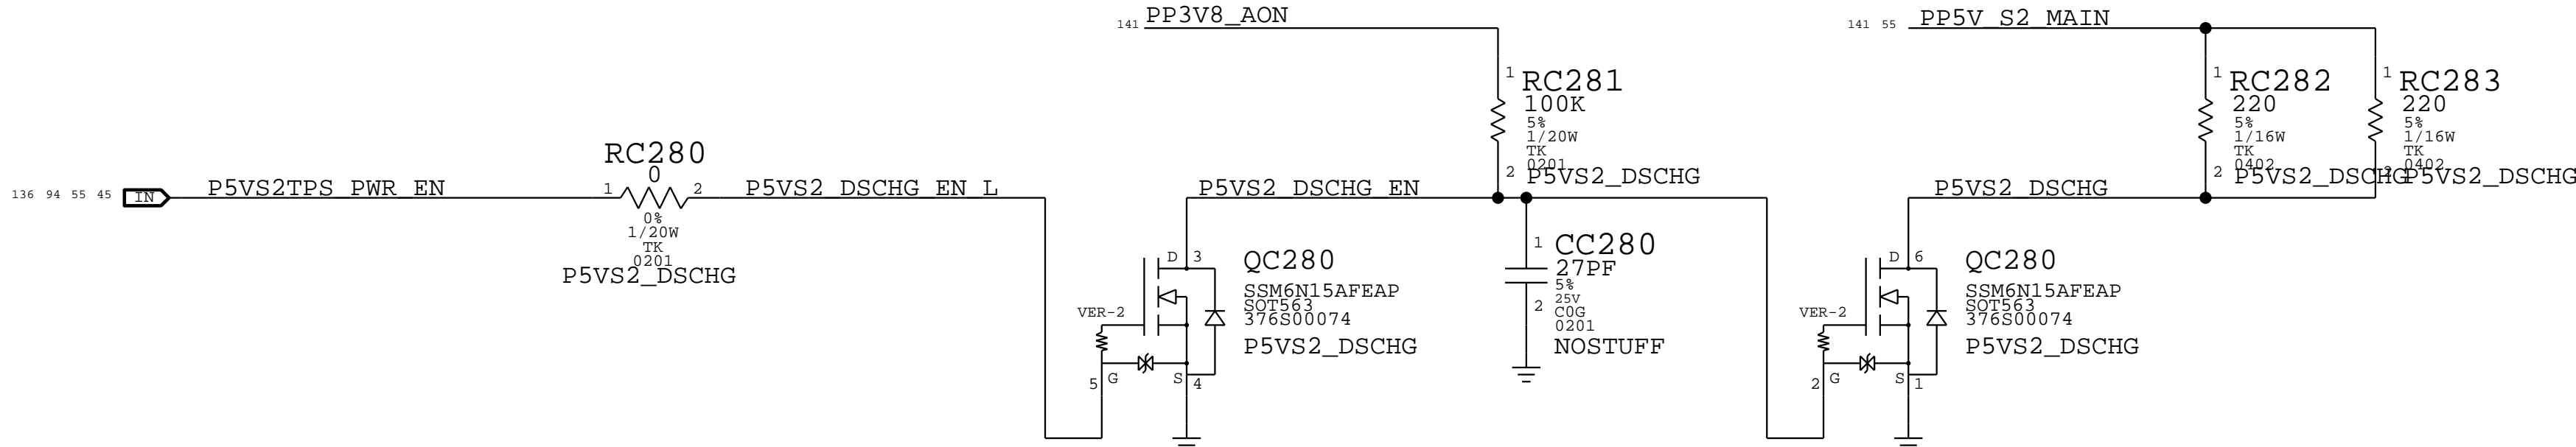 141 PP3V8_AON
141 55 PP5V_S2_MAIN
1 RC281
100K
5%
1/20W
TK
0201
2 P5VS2_DSCHG
1 RC282
220
5%
1/16W
TK
0402
2 P5VS2_DSCHG
1 RC283
220
5%
1/16W
TK
0402
2 P5VS2_DSCHG
136 94 55 45 IN P5VS2TPS_PWR_EN
RC280
0
1 2
0%
1/20W
TK
0201
P5VS2_DSCHG
P5VS2_DSCHG_EN_L
P5VS2_DSCHG_EN
P5VS2_DSCHG
D 3
QC280
SSM6N15AFEAP
SOT563
376S00074
P5VS2_DSCHG
VER-2
5 G S 4
1 CC280
27PF
5%
25V
2 C0G
0201
NOSTUFF
D 6
QC280
SSM6N15AFEAP
SOT563
376S00074
P5VS2_DSCHG
VER-2
2 G S 1